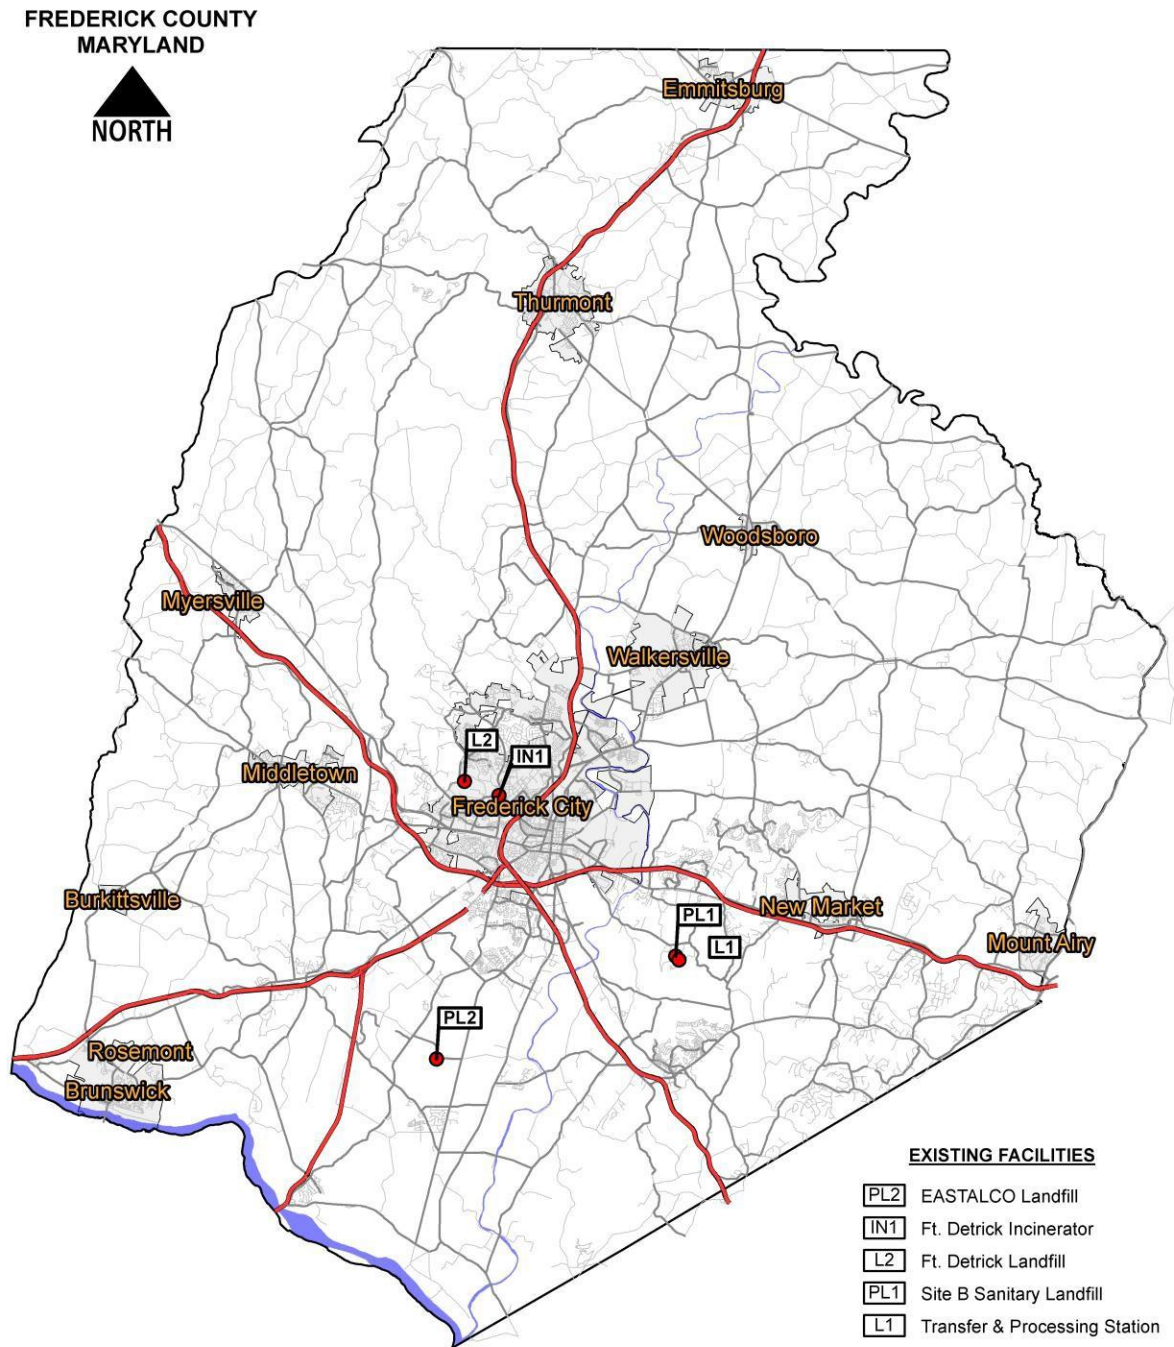 FREDERICK COUNTY
MARYLAND
NORTH
Emmitsburg
Thurmont
Woodsboro
Myersville
Walkersville
L2
IN1
Middletown
Frederick City
Burkittsville
New Market
PL1
L1
Mount Airy
PL2
Rosemont
Brunswick
EXISTING FACILITIES
PL2 EASTALCO Landfill
IN1 Ft. Detrick Incinerator
L2 Ft. Detrick Landfill
PL1 Site B Sanitary Landfill
L1 Transfer & Processing Station